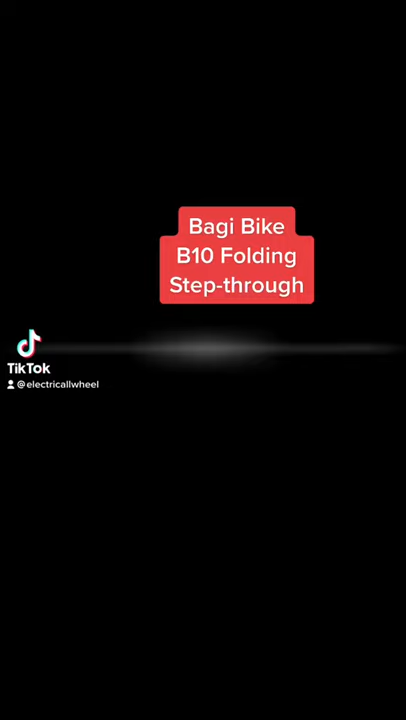 Bagi Bike
B10 Folding
Step-through
TikTok
@electricallwheel